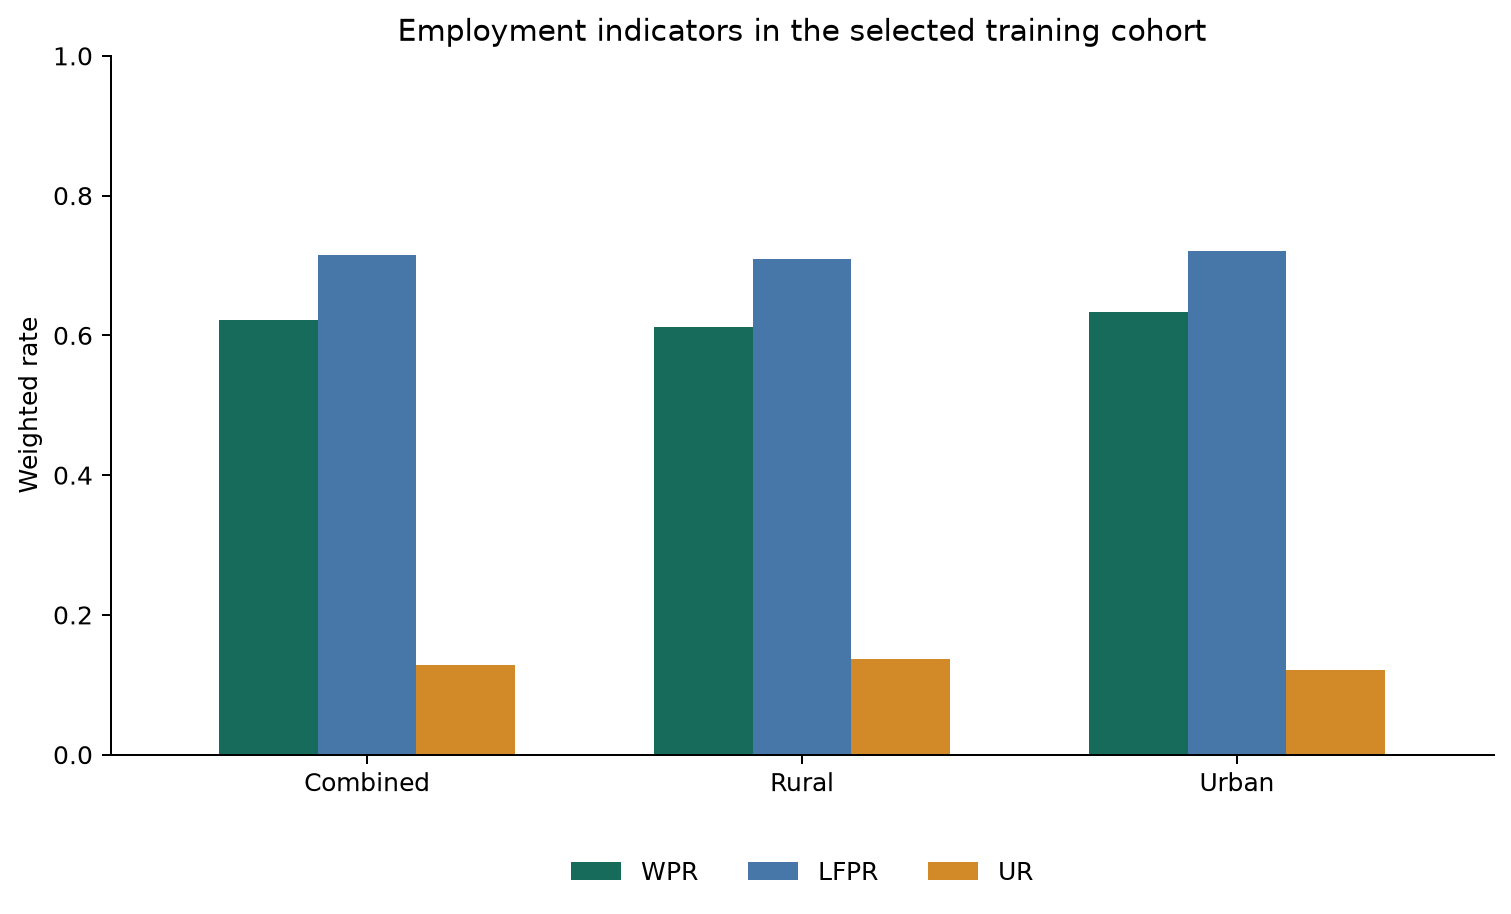 Employment indicators in the selected training cohort
Weighted rate
1.0
0.8
0.6
0.4
0.2
0.0
Combined Rural Urban
WPR LFPR UR